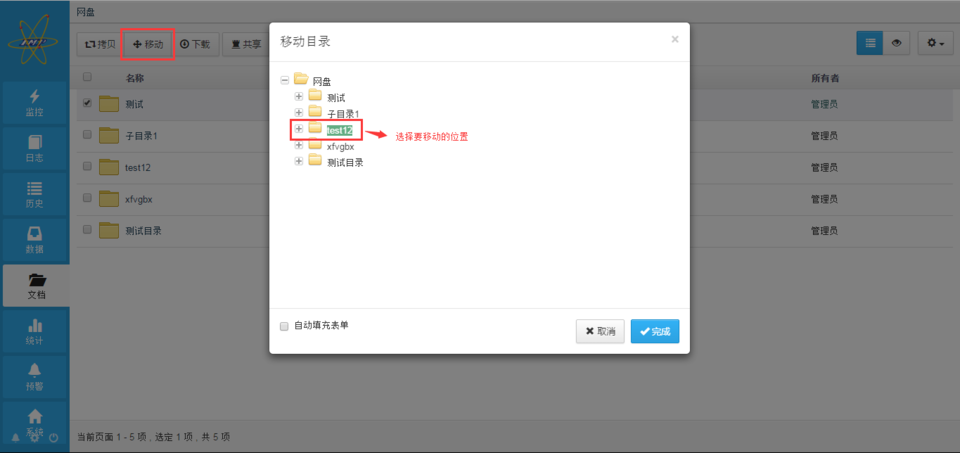 网盘
拷贝 移动 下载 共享
名称 所有者
测试 管理员
子目录1 管理员
test12 管理员
xfvgbx 管理员
测试目录 管理员
监控
日志
历史
数据
文档
统计
预警
系统
移动目录 ×
网盘
测试
子目录1
test12 选择要移动的位置
xfvgbx
测试目录
自动填充表单 取消 完成
当前页面 1 - 5 项，选定 1 项，共 5 项